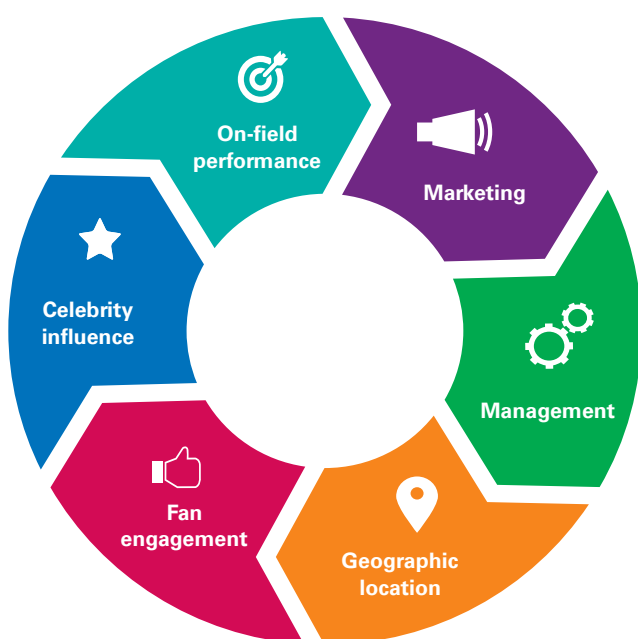 On-field
performance
Marketing
Management
Geographic
location
Fan
engagement
Celebrity
influence